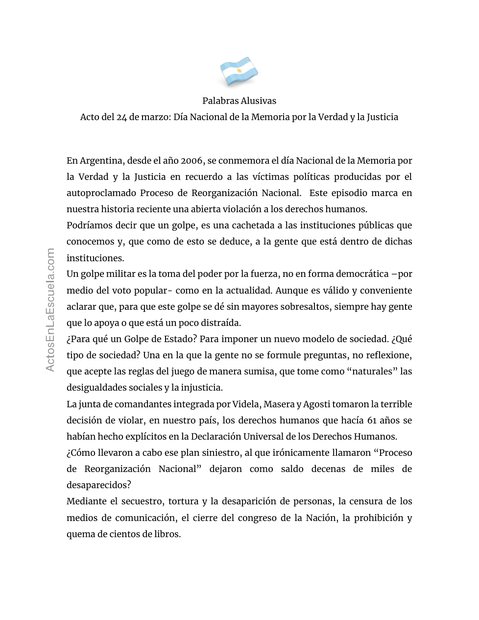 Palabras Alusivas
Acto del 24 de marzo: Día Nacional de la Memoria por la Verdad y la Justicia
En Argentina, desde el año 2006, se conmemora el día Nacional de la Memoria por
la Verdad y la Justicia en recuerdo a las víctimas políticas producidas por el
autoproclamado Proceso de Reorganización Nacional. Este episodio marca en
nuestra historia reciente una abierta violación a los derechos humanos.
Podríamos decir que un golpe, es una cachetada a las instituciones públicas que
conocemos y, que como de esto se deduce, a la gente que está dentro de dichas
instituciones.
Un golpe militar es la toma del poder por la fuerza, no en forma democrática –por
medio del voto popular- como en la actualidad. Aunque es válido y conveniente
aclarar que, para que este golpe se dé sin mayores sobresaltos, siempre hay gente
que lo apoya o que está un poco distraída.
¿Para qué un Golpe de Estado? Para imponer un nuevo modelo de sociedad. ¿Qué
tipo de sociedad? Una en la que la gente no se formule preguntas, no reflexione,
que acepte las reglas del juego de manera sumisa, que tome como “naturales” las
desigualdades sociales y la injusticia.
La junta de comandantes integrada por Videla, Masera y Agosti tomaron la terrible
decisión de violar, en nuestro país, los derechos humanos que hacía 61 años se
habían hecho explícitos en la Declaración Universal de los Derechos Humanos.
¿Cómo llevaron a cabo ese plan siniestro, al que irónicamente llamaron “Proceso
de Reorganización Nacional” dejaron como saldo decenas de miles de
desaparecidos?
Mediante el secuestro, tortura y la desaparición de personas, la censura de los
medios de comunicación, el cierre del congreso de la Nación, la prohibición y
quema de cientos de libros.
ActosEnLaEscuela.com